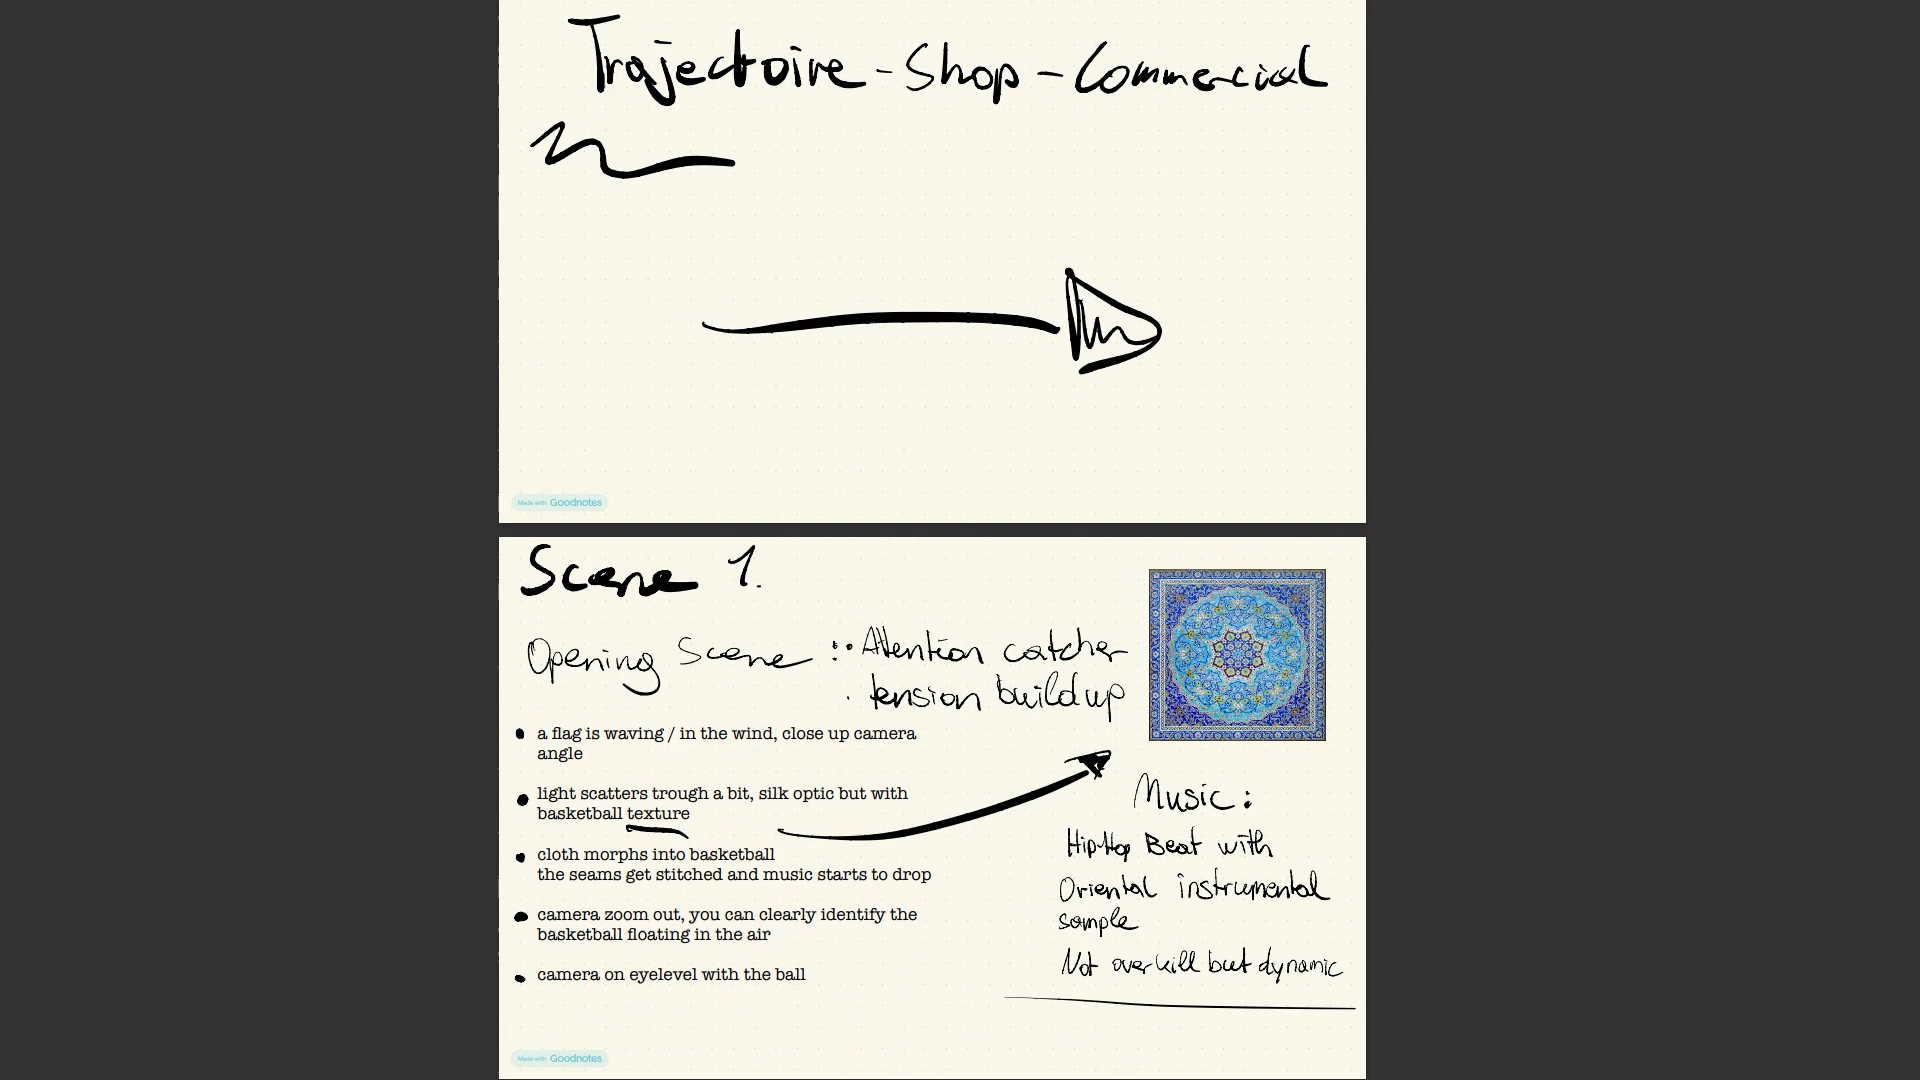 Trajectoire - Shop - Commercial
Made with Goodnotes
Scene 1.
Opening Scene : • Attention catcher
• tension build up
• a flag is waving / in the wind, close up camera
angle
• light scatters trough a bit, silk optic but with
basketball texture
• cloth morphs into basketball
the seams get stitched and music starts to drop
• camera zoom out, you can clearly identify the
basketball floating in the air
• camera on eyelevel with the ball
Music :
Hip-Hop Beat with
Oriental instrumental
sample
Not overkill but dynamic
Made with Goodnotes